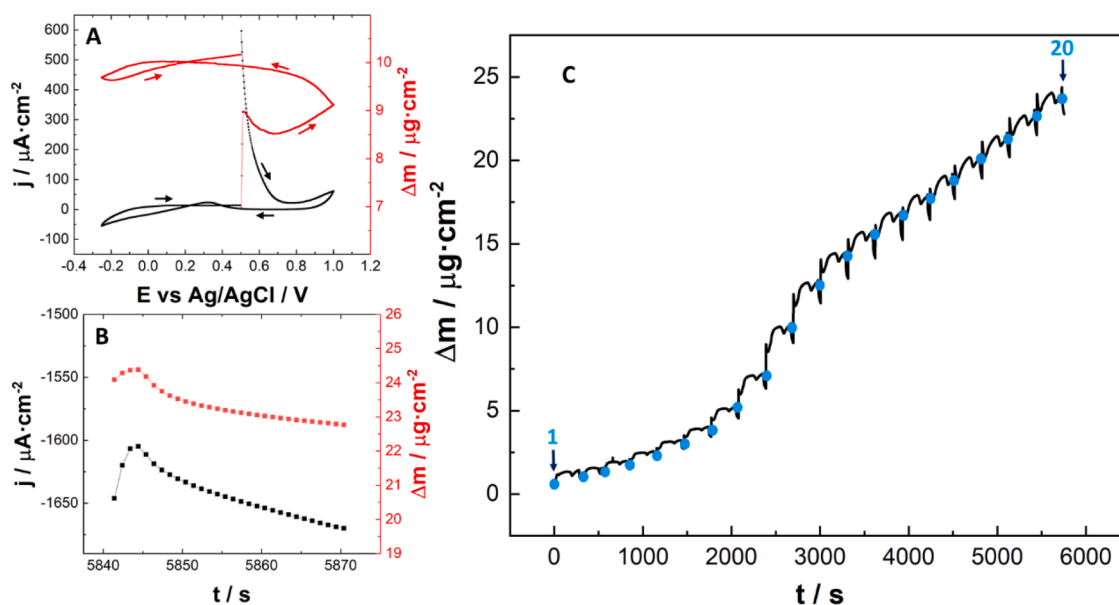 A
600
500
400
300
200
100
0
-100
j / μA·cm-2
10
9
8
7
6
Δm / μg·cm-2
-0.4 -0.2 0.0 0.2 0.4 0.6 0.8 1.0 1.2
E vs Ag/AgCl / V
B
-1500
-1550
-1600
-1650
j / μA·cm-2
26
25
24
23
22
21
20
19
Δm / μg·cm-2
5840 5850 5860 5870
t / s
C
25
20
15
10
5
0
Δm / μg·cm-2
1
20
0 1000 2000 3000 4000 5000 6000
t / s